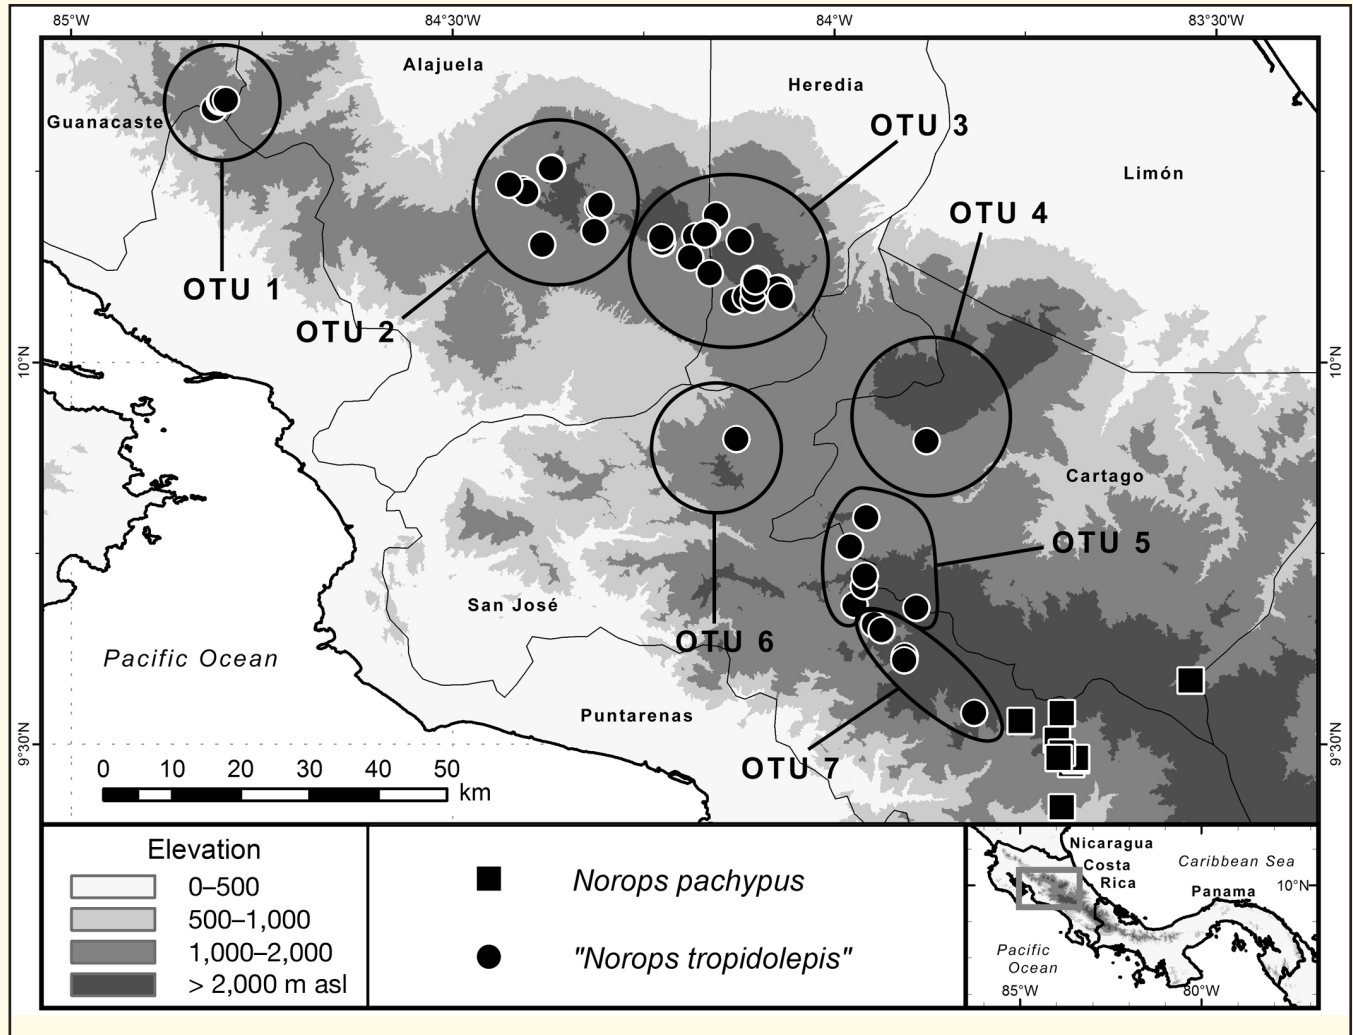 85°W
84°30'W
84°W
83°30'W
Alajuela
Heredia
Guanacaste
OTU 3
Limón
OTU 4
OTU 1
OTU 2
10°N
10°N
Cartago
OTU 5
San José
OTU 6
Pacific Ocean
Puntarenas
9°30'N
9°30'N
OTU 7
0 10 20 30 40 50 km
Elevation
0–500
500–1,000
1,000–2,000
> 2,000 m asl
Norops pachypus
"Norops tropidolepis"
Nicaragua
Costa
Rica
Caribbean Sea
Panama
10°N
Pacific
Ocean
85°W
80°W